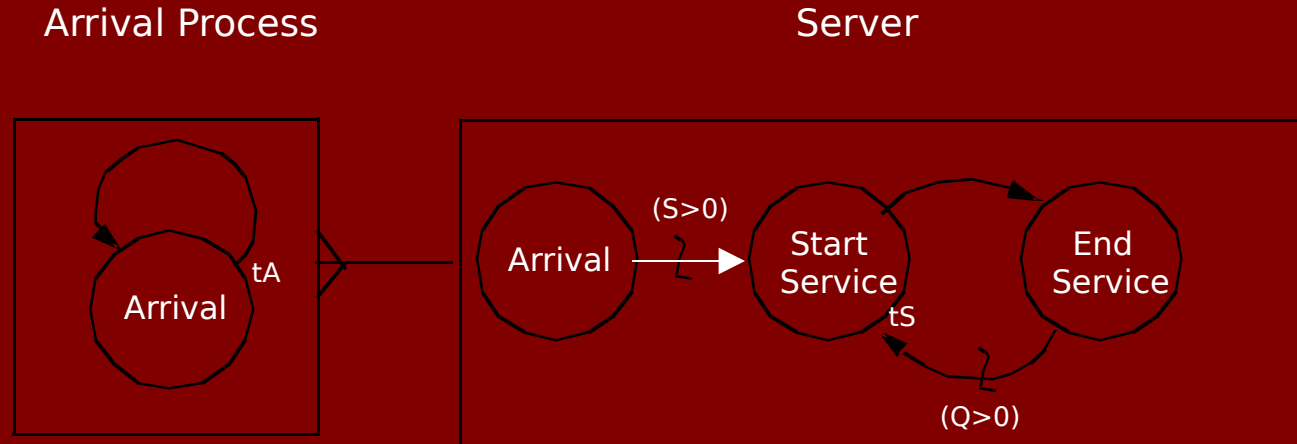 Arrival Process
Server
tA
Arrival
Arrival
(S>0)
Start
Service
tS
End
Service
(Q>0)